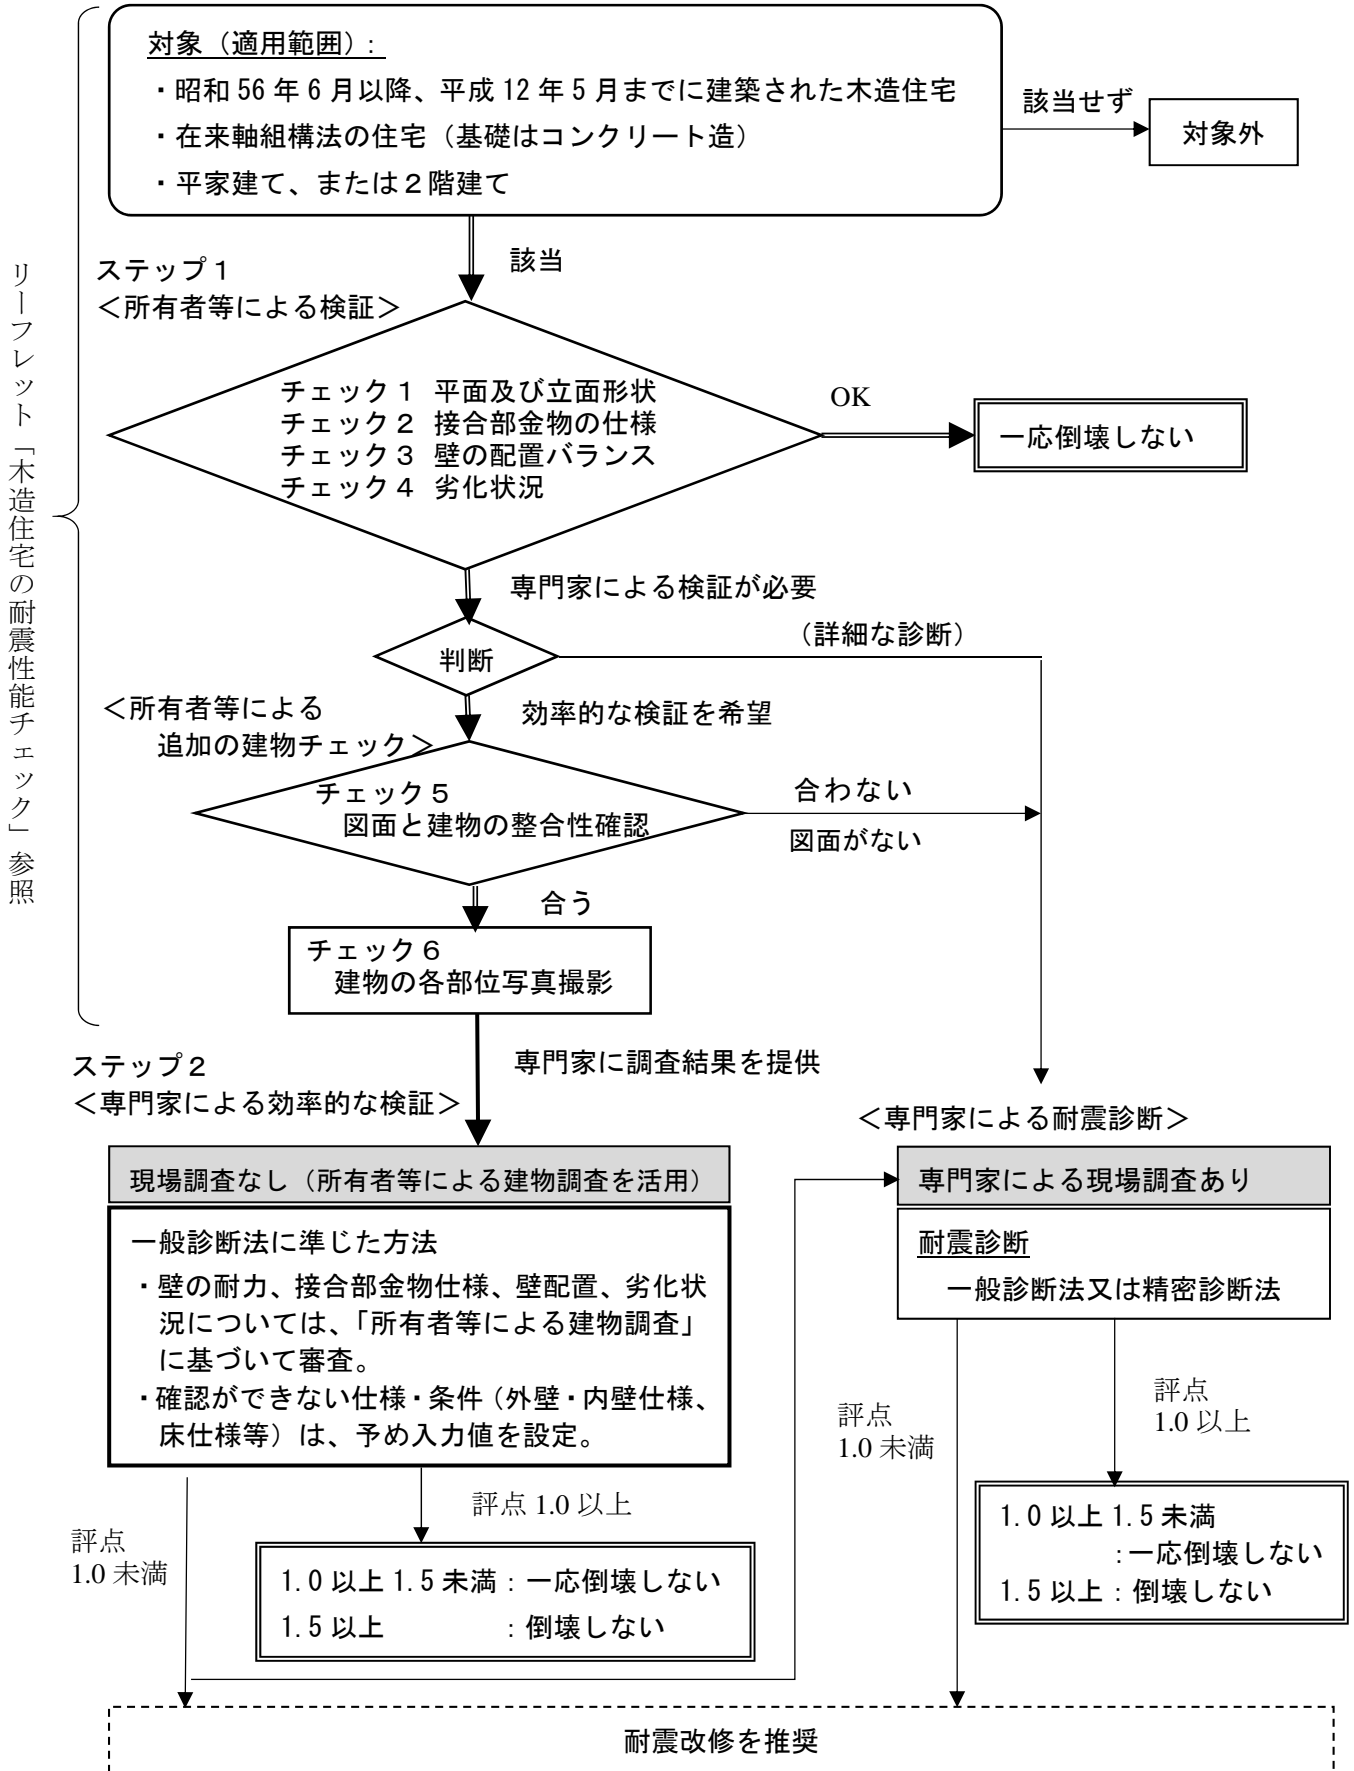 対象（適用範囲）:
・昭和 56 年 6 月以降、平成 12 年 5 月までに建築された木造住宅
・在来軸組構法の住宅（基礎はコンクリート造）
・平家建て、または２階建て
該当せず
対象外
該当
リーフレット「木造住宅の耐震性能チェック」参照
ステップ１
＜所有者等による検証＞
チェック１ 平面及び立面形状
チェック２ 接合部金物の仕様
チェック３ 壁の配置バランス
チェック４ 劣化状況
OK
一応倒壊しない
専門家による検証が必要
判断
（詳細な診断）
効率的な検証を希望
＜所有者等による
追加の建物チェック＞
チェック５
図面と建物の整合性確認
合わない
図面がない
合う
チェック６
建物の各部位写真撮影
ステップ２
＜専門家による効率的な検証＞
専門家に調査結果を提供
現場調査なし（所有者等による建物調査を活用）
一般診断法に準じた方法
・壁の耐力、接合部金物仕様、壁配置、劣化状
況については、「所有者等による建物調査」
に基づいて審査。
・確認ができない仕様・条件（外壁・内壁仕様、
床仕様等）は、予め入力値を設定。
＜専門家による耐震診断＞
専門家による現場調査あり
耐震診断
一般診断法又は精密診断法
評点
1.0 未満
評点
1.0 以上
評点 1.0 以上
評点
1.0 未満
1.0 以上 1.5 未満：一応倒壊しない
1.5 以上 ：倒壊しない
1.0 以上 1.5 未満
：一応倒壊しない
1.5 以上：倒壊しない
耐震改修を推奨